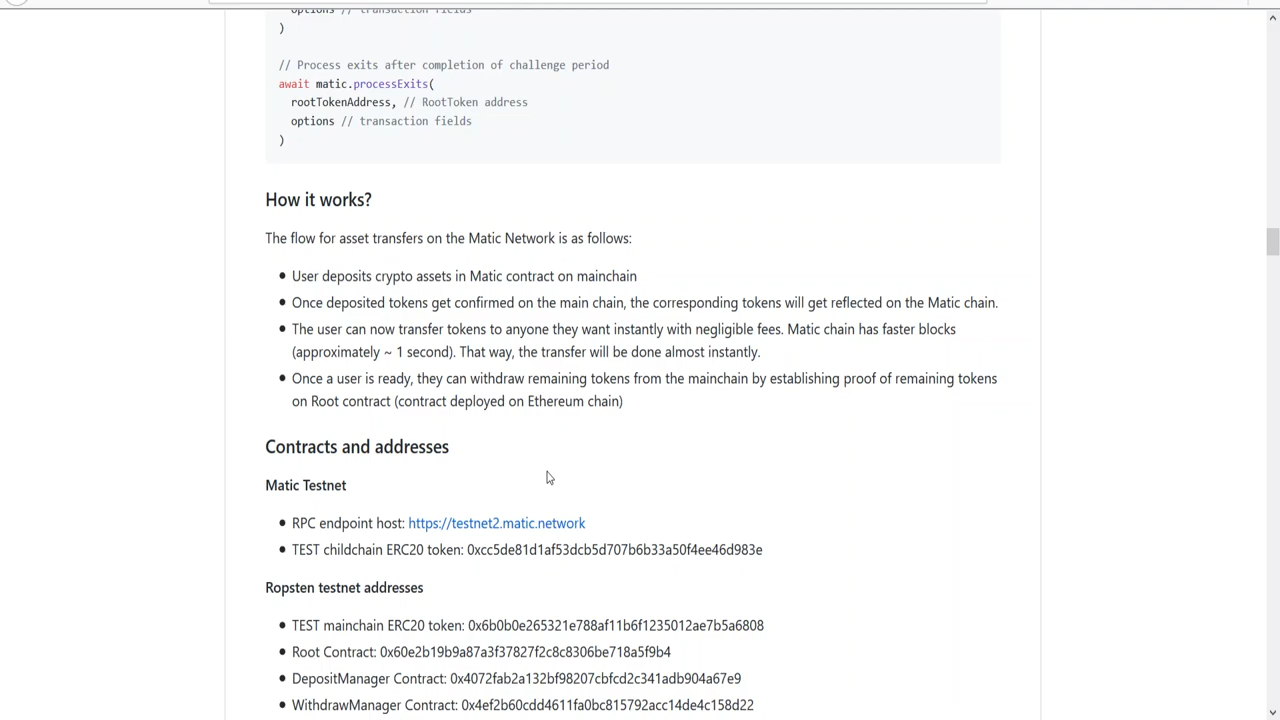 options // transaction fields
)
// Process exits after completion of challenge period
await matic.processExits(
rootTokenAddress, // RootToken address
options // transaction fields
)
How it works?
The flow for asset transfers on the Matic Network is as follows:
• User deposits crypto assets in Matic contract on mainchain
• Once deposited tokens get confirmed on the main chain, the corresponding tokens will get reflected on the Matic chain.
• The user can now transfer tokens to anyone they want instantly with negligible fees. Matic chain has faster blocks
(approximately ~ 1 second). That way, the transfer will be done almost instantly.
• Once a user is ready, they can withdraw remaining tokens from the mainchain by establishing proof of remaining tokens
on Root contract (contract deployed on Ethereum chain)
Contracts and addresses
Matic Testnet
• RPC endpoint host: https://testnet2.matic.network
• TEST childchain ERC20 token: 0xcc5de81d1af53dcb5d707b6b33a50f4ee46d983e
Ropsten testnet addresses
• TEST mainchain ERC20 token: 0x6b0b0e265321e788af11b6f1235012ae7b5a6808
• Root Contract: 0x60e2b19b9a87a3f37827f2c8c8306be718a5f9b4
• DepositManager Contract: 0x4072fab2a132bf98207cbfcd2c341adb904a67e9
• WithdrawManager Contract: 0x4ef2b60cdd4611fa0bc815792acc14de4c158d22